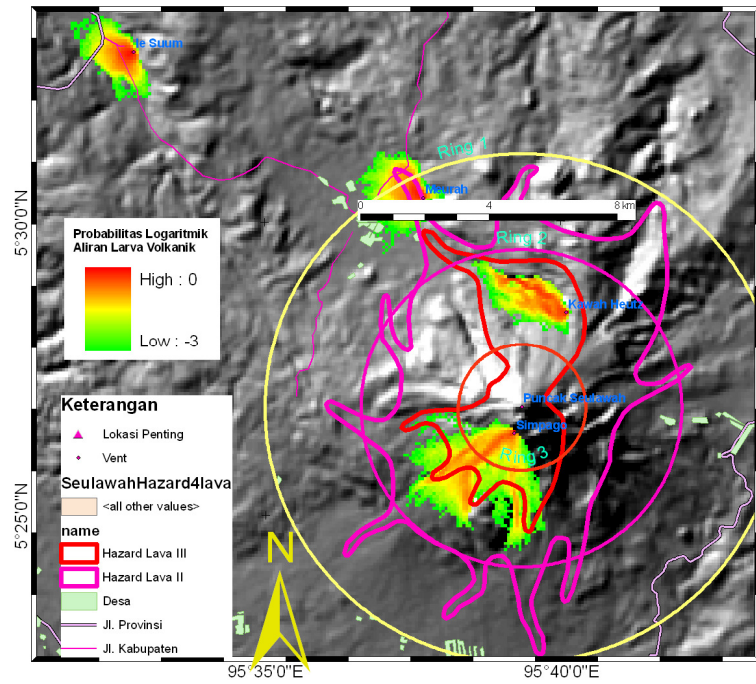 Ie Suum
Ring 1
Maurah
0 4 8 km
Ring 2
5°30'0"N
Probabilitas Logaritmik
Aliran Larva Volkanik
High : 0
Low : -3
Kawah Heutz
Puncak Seulawah
Simpago
Ring 3
Keterangan
Lokasi Penting
Vent
SeulawahHazard4lava
<all other values>
name
Hazard Lava III
Hazard Lava II
Desa
Jl. Provinsi
Jl. Kabupaten
5°25'0"N
N
95°35'0"E
95°40'0"E